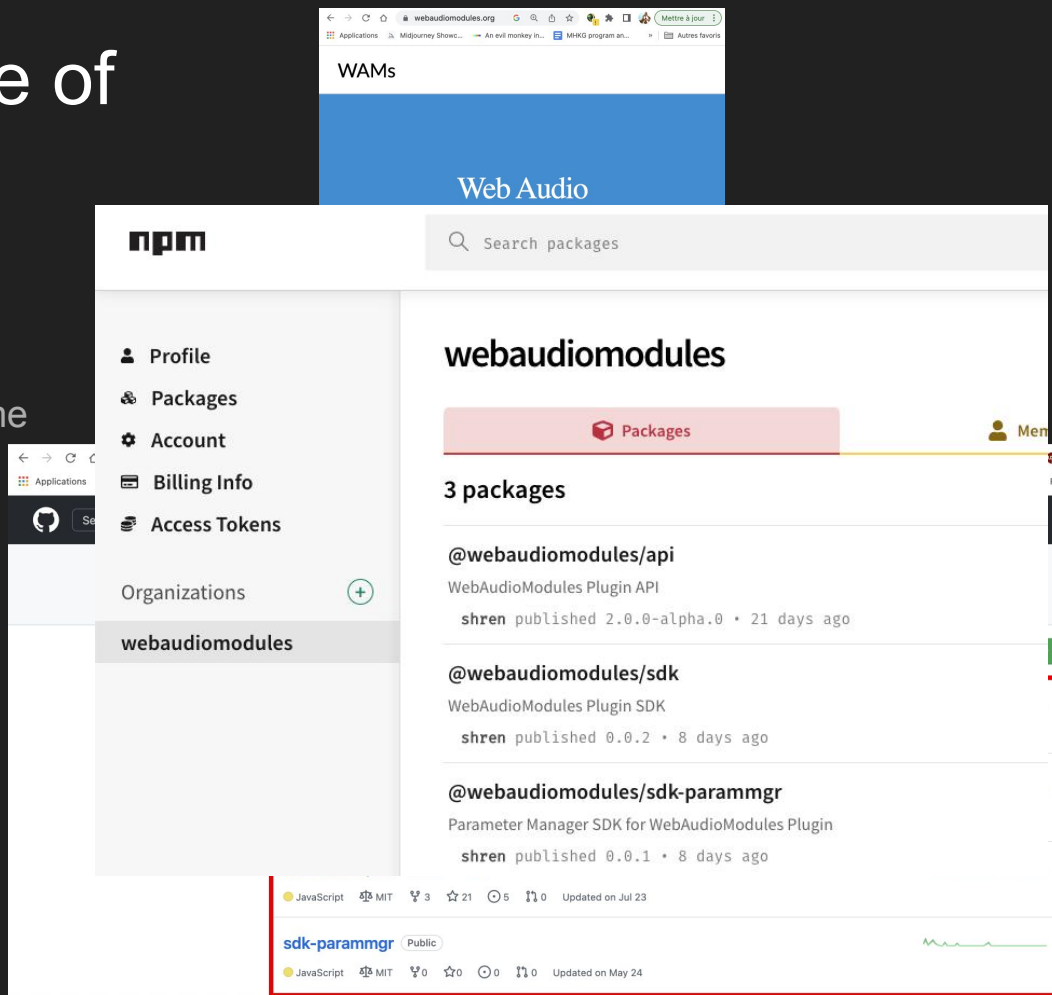 e of
webaudiomodules.org
Mettre à jour
Applications
Midjourney Showc...
An evil monkey in...
MHKG program an...
»
Autres favoris
WAMs
Web Audio
npm
Search packages
Profile
Packages
Account
Billing Info
Access Tokens
Organizations
webaudiomodules
ne
Applications
Se
webaudiomodules
Packages
Mem
3 packages
@webaudiomodules/api
WebAudioModules Plugin API
shren published 2.0.0-alpha.0 • 21 days ago
@webaudiomodules/sdk
WebAudioModules Plugin SDK
shren published 0.0.2 • 8 days ago
@webaudiomodules/sdk-parammgr
Parameter Manager SDK for WebAudioModules Plugin
shren published 0.0.1 • 8 days ago
JavaScript MIT 3 21 5 0 Updated on Jul 23
sdk-parammgr Public
JavaScript MIT 0 0 0 0 Updated on May 24